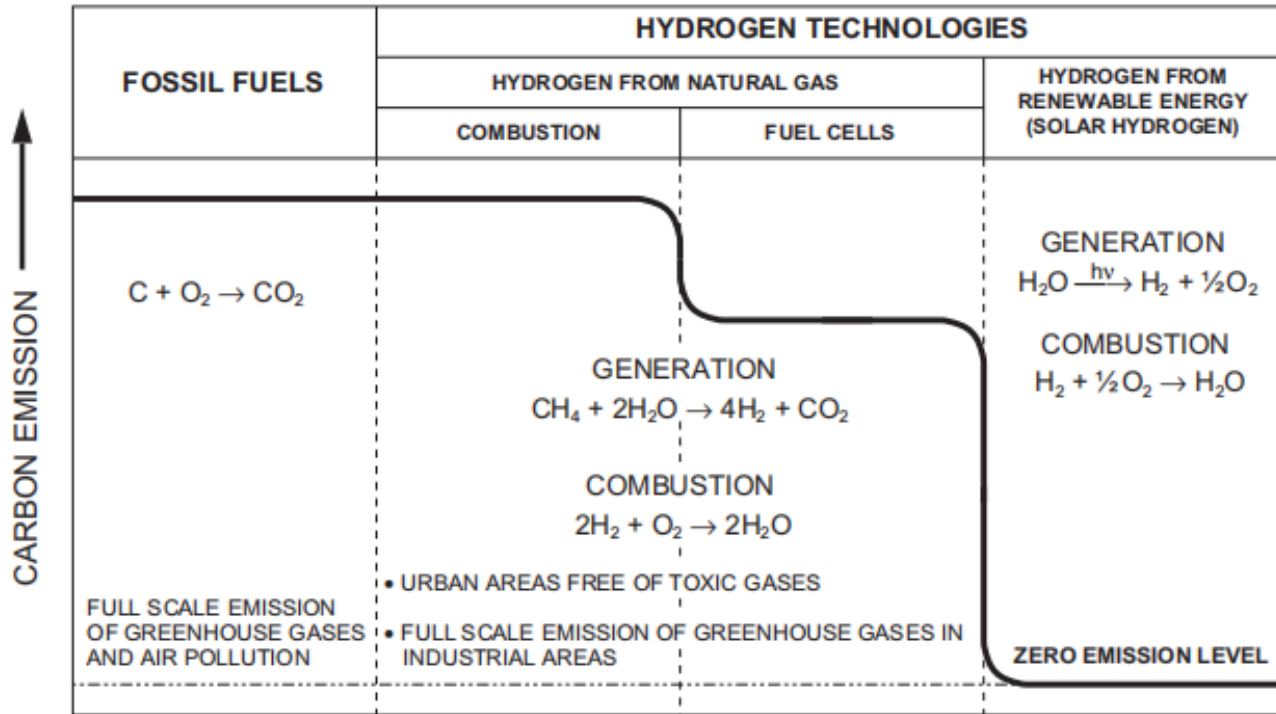 HYDROGEN TECHNOLOGIES
FOSSIL FUELS
HYDROGEN FROM NATURAL GAS
HYDROGEN FROM
RENEWABLE ENERGY
(SOLAR HYDROGEN)
COMBUSTION
FUEL CELLS
CARBON EMISSION
C + O₂ → CO₂
FULL SCALE EMISSION
OF GREENHOUSE GASES
AND AIR POLLUTION
GENERATION
CH₄ + 2H₂O → 4H₂ + CO₂
COMBUSTION
2H₂ + O₂ → 2H₂O
• URBAN AREAS FREE OF TOXIC GASES
• FULL SCALE EMISSION OF GREENHOUSE GASES IN
INDUSTRIAL AREAS
GENERATION
H₂O hν→ H₂ + ½O₂
COMBUSTION
H₂ + ½O₂ → H₂O
ZERO EMISSION LEVEL